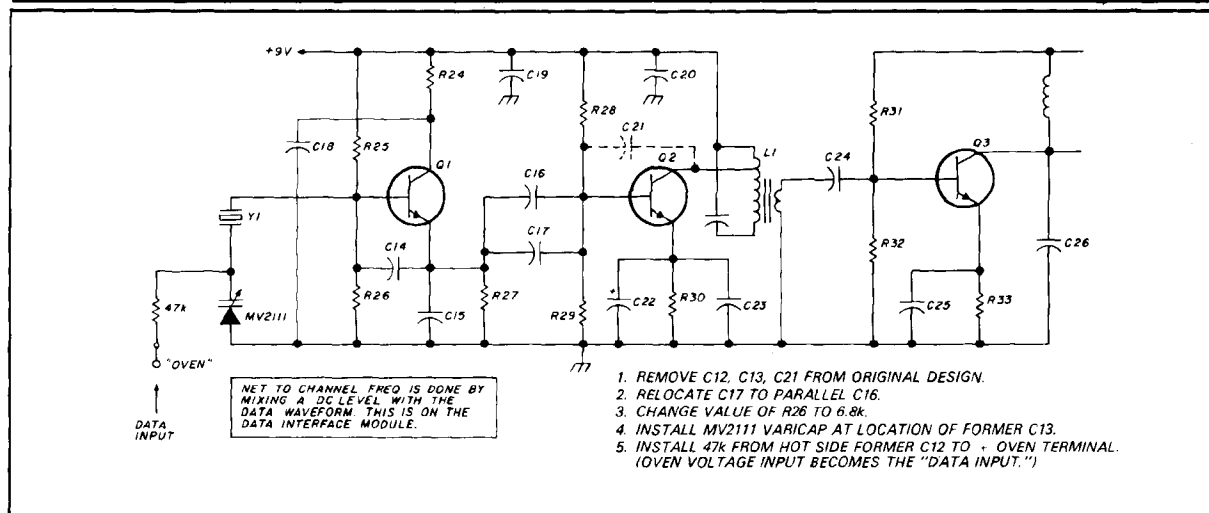 +9V
R24
C19
C20
R28
R31
C21
C18
R25
Q1
Q2
L1
Q3
C24
C16
Y1
C14
C17
C26
R32
47k
MV2111
R26
C15
R27
R29
C22
R30
C23
C25
R33
+
"OVEN"
DATA
INPUT
NET TO CHANNEL FREQ IS DONE BY
MIXING A DC LEVEL WITH THE
DATA WAVEFORM. THIS IS ON THE
DATA INTERFACE MODULE.
1. REMOVE C12, C13, C21 FROM ORIGINAL DESIGN.
2. RELOCATE C17 TO PARALLEL C16.
3. CHANGE VALUE OF R26 TO 6.8k.
4. INSTALL MV2111 VARICAP AT LOCATION OF FORMER C13.
5. INSTALL 47k FROM HOT SIDE FORMER C12 TO + OVEN TERMINAL.
(OVEN VOLTAGE INPUT BECOMES THE "DATA INPUT.")